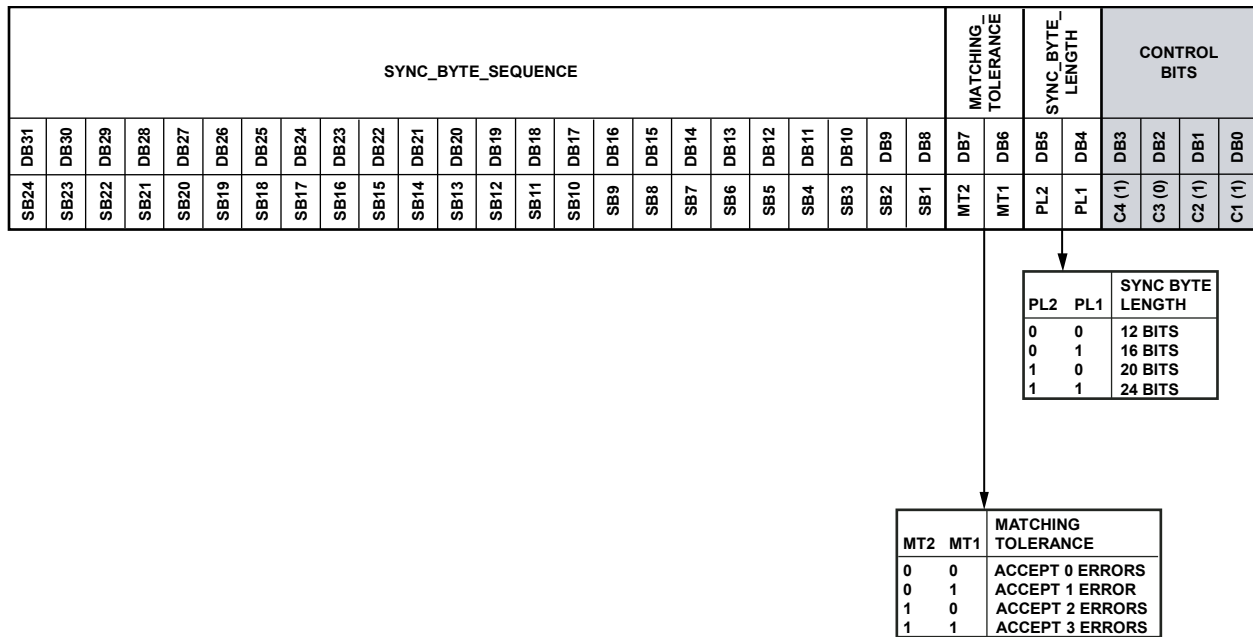 SYNC_BYTE_SEQUENCE
MATCHING_
TOLERANCE
SYNC_BYTE_
LENGTH
CONTROL
BITS
DB31 DB30 DB29 DB28 DB27 DB26 DB25 DB24 DB23 DB22 DB21 DB20 DB19 DB18 DB17 DB16 DB15 DB14 DB13 DB12 DB11 DB10 DB9 DB8 DB7 DB6 DB5 DB4 DB3 DB2 DB1 DB0
SB24 SB23 SB22 SB21 SB20 SB19 SB18 SB17 SB16 SB15 SB14 SB13 SB12 SB11 SB10 SB9 SB8 SB7 SB6 SB5 SB4 SB3 SB2 SB1 MT2 MT1 PL2 PL1 C4 (1) C3 (0) C2 (1) C1 (1)
SYNC BYTE
PL2 PL1 LENGTH
0 0 12 BITS
0 1 16 BITS
1 0 20 BITS
1 1 24 BITS
MATCHING
MT2 MT1 TOLERANCE
0 0 ACCEPT 0 ERRORS
0 1 ACCEPT 1 ERROR
1 0 ACCEPT 2 ERRORS
1 1 ACCEPT 3 ERRORS